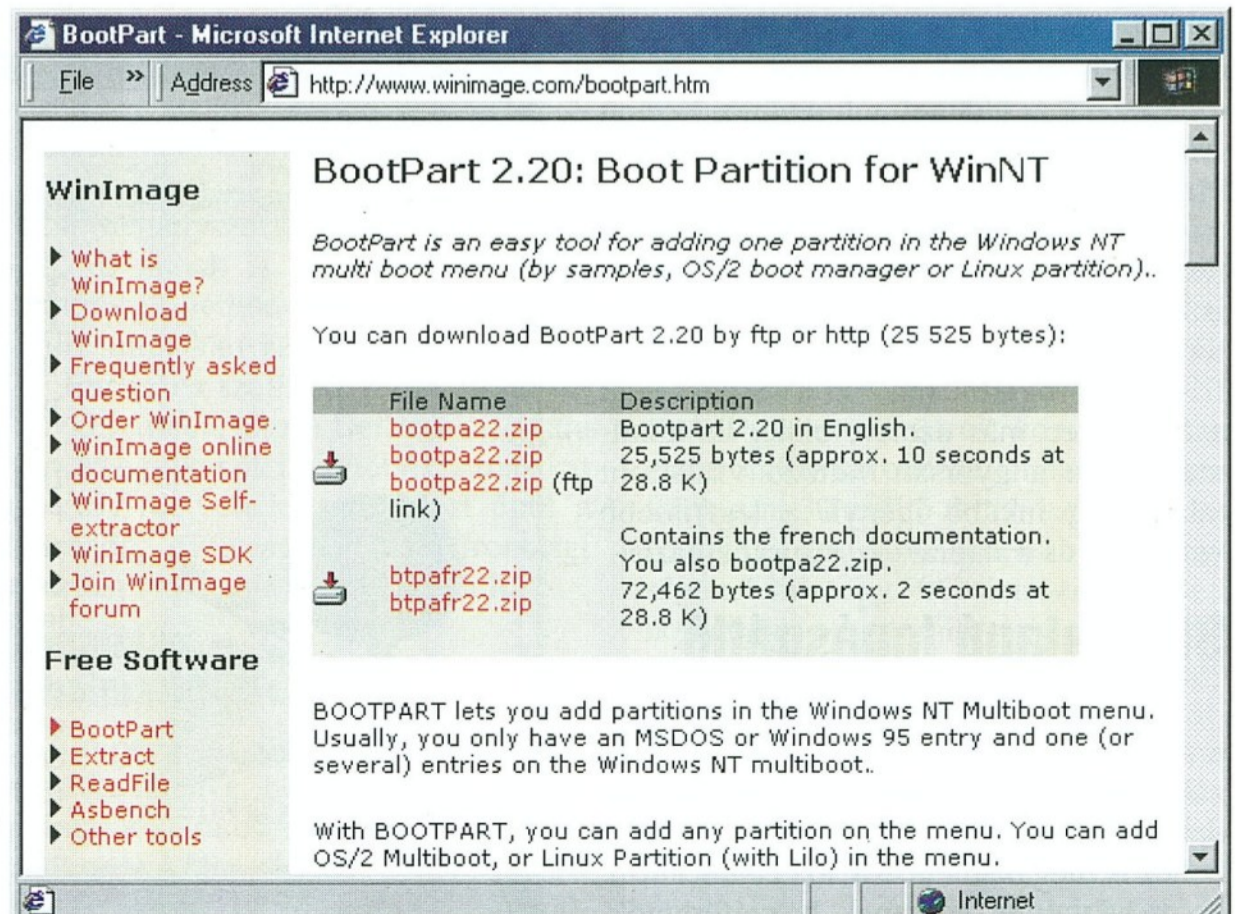 BootPart - Microsoft Internet Explorer
File » Address http://www.winimage.com/bootpart.htm
WinImage
What is
WinImage?
Download
WinImage
Frequently asked
question
Order WinImage.
WinImage online
documentation
WinImage Self-
extractor
WinImage SDK
Join WinImage
forum
Free Software
BootPart
Extract
ReadFile
Asbench
Other tools
BootPart 2.20: Boot Partition for WinNT
BootPart is an easy tool for adding one partition in the Windows NT
multi boot menu (by samples, OS/2 boot manager or Linux partition)..
You can download BootPart 2.20 by ftp or http (25 525 bytes):
File Name Description
bootpa22.zip Bootpart 2.20 in English.
bootpa22.zip 25,525 bytes (approx. 10 seconds at
bootpa22.zip (ftp 28.8 K)
link)
Contains the french documentation.
You also bootpa22.zip.
btpafr22.zip 72,462 bytes (approx. 2 seconds at
btpafr22.zip 28.8 K)
BOOTPART lets you add partitions in the Windows NT Multiboot menu.
Usually, you only have an MSDOS or Windows 95 entry and one (or
several) entries on the Windows NT multiboot..
With BOOTPART, you can add any partition on the menu. You can add
OS/2 Multiboot, or Linux Partition (with Lilo) in the menu.
Internet